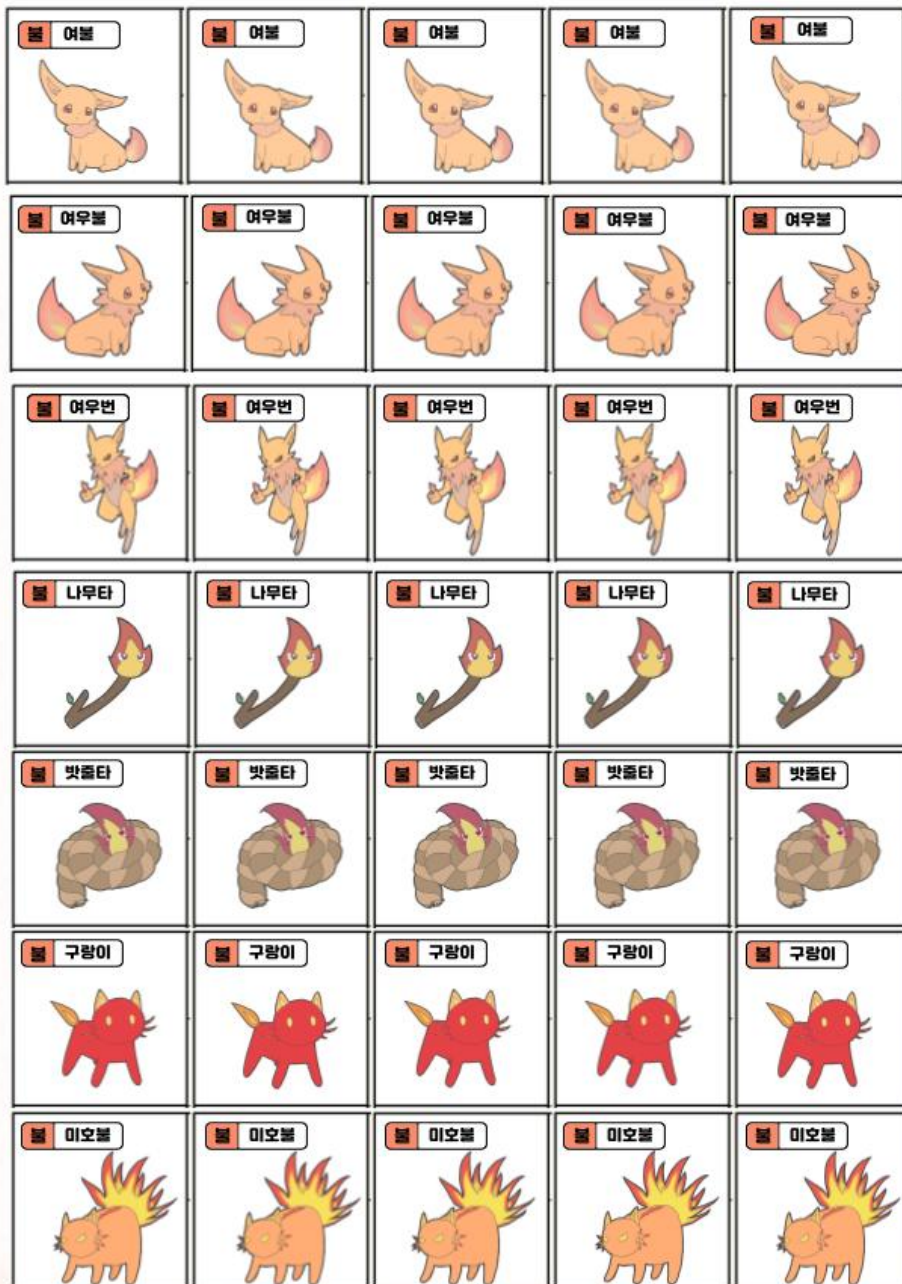 불 여불 불 여불 불 여불 불 여불 불 여불
불 여우불 불 여우불 불 여우불 불 여우불 불 여우불
불 여우번 불 여우번 불 여우번 불 여우번 불 여우번
불 나무타 불 나무타 불 나무타 불 나무타 불 나무타
불 밧줄타 불 밧줄타 불 밧줄타 불 밧줄타 불 밧줄타
불 구랑이 불 구랑이 불 구랑이 불 구랑이 불 구랑이
불 미호불 불 미호불 불 미호불 불 미호불 불 미호불